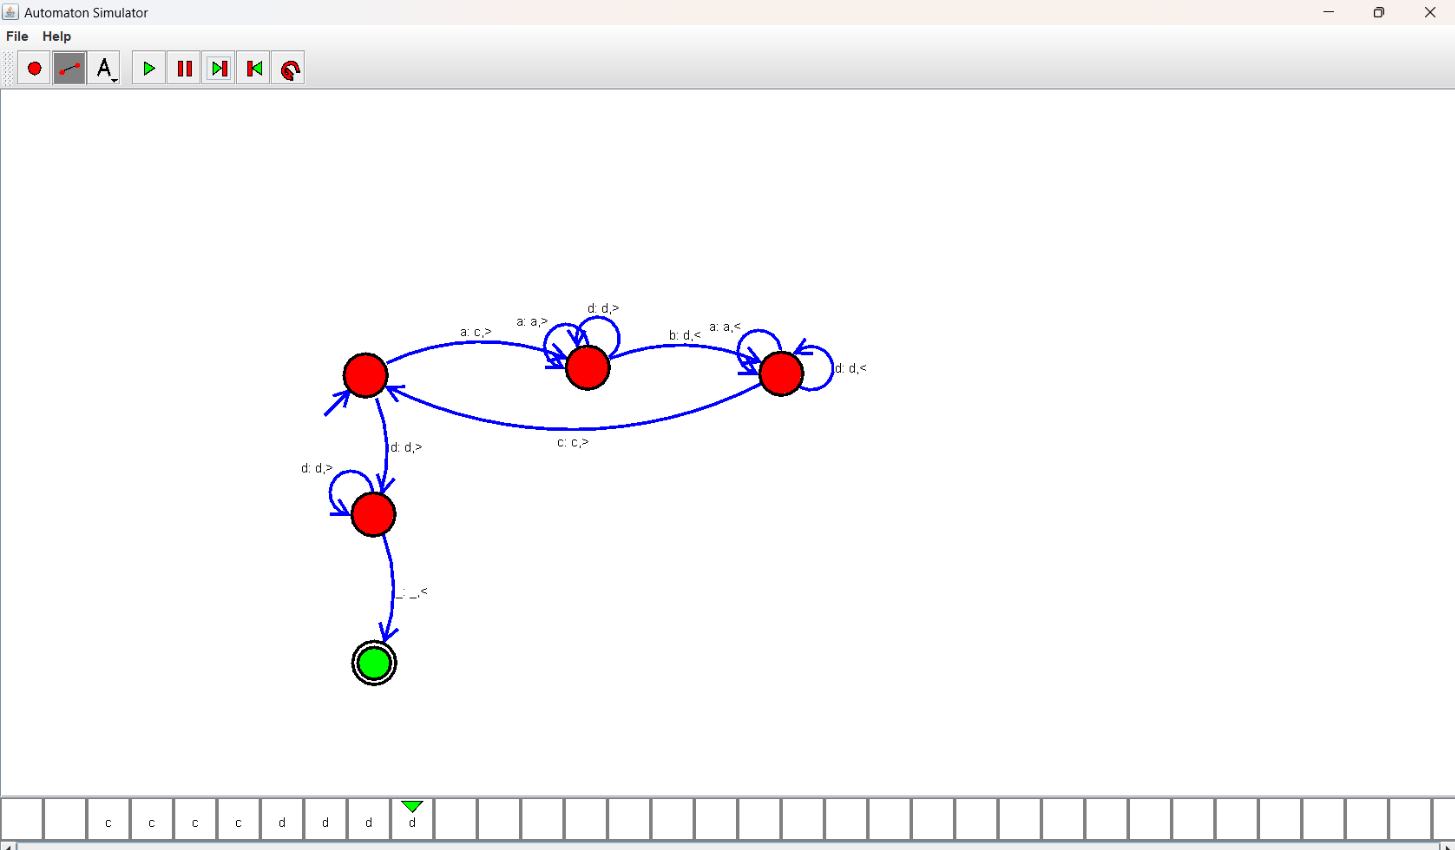 Automaton Simulator
File Help
A
d: d,>
a: a,>
a: c,>
b: d,<
a: a,<
d: d,<
c: c,>
d: d,>
d: d,>
_: _,<
c c c c d d d d